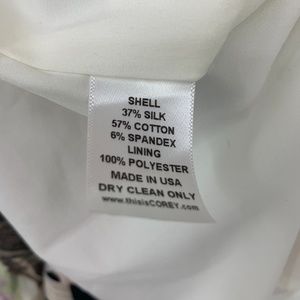 SHELL
37% SILK
57% COTTON
6% SPANDEX
LINING
100% POLYESTER
MADE IN USA
DRY CLEAN ONLY
www.thisisCOREY.com